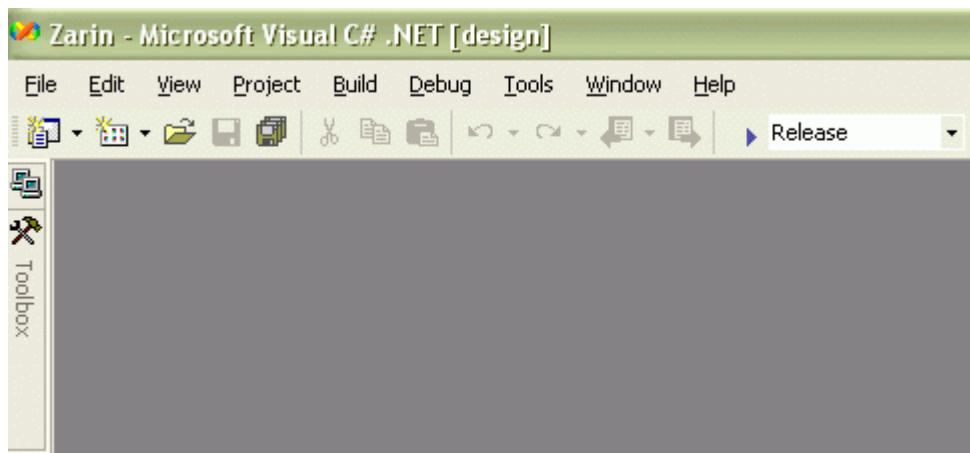 Zarin - Microsoft Visual C# .NET [design]
File Edit View Project Build Debug Tools Window Help
Release
Toolbox